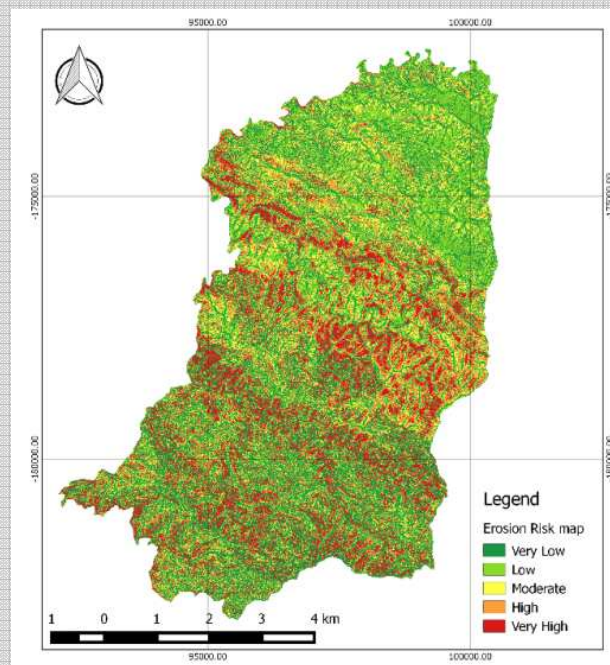 95000.00 100000.00
-175000.00 -175000.00
-180000.00 -180000.00
Legend
Erosion Risk map
Very Low
Low
Moderate
High
Very High
1 0 1 2 3 4 km
95000.00 100000.00